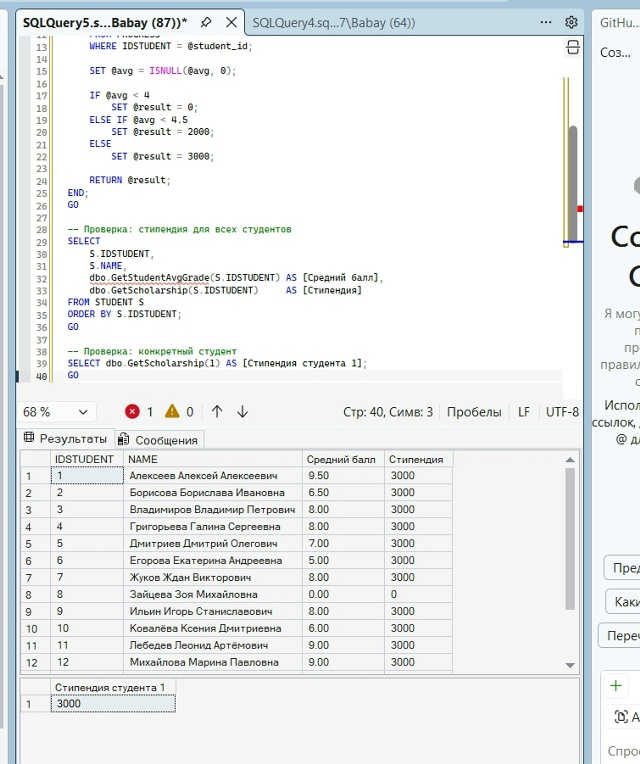 SQLQuery5.s...Babay (87))* SQLQuery4.sq...7\Babay (64)) GitHu...
Соз...
12 FROM PROGRESS
13 WHERE IDSTUDENT = @student_id;
14
15 SET @avg = ISNULL(@avg, 0);
16
17 IF @avg < 4
18 SET @result = 0;
19 ELSE IF @avg < 4.5
20 SET @result = 2000;
21 ELSE
22 SET @result = 3000;
23
24 RETURN @result;
25 END;
26 GO
27
28 -- Проверка: стипендия для всех студентов
29 SELECT
30 S.IDSTUDENT,
31 S.NAME,
32 dbo.GetStudentAvgGrade(S.IDSTUDENT) AS [Средний балл],
33 dbo.GetScholarship(S.IDSTUDENT) AS [Стипендия]
34 FROM STUDENT S
35 ORDER BY S.IDSTUDENT;
36 GO
37
38 -- Проверка: конкретный студент
39 SELECT dbo.GetScholarship(1) AS [Стипендия студента 1];
40 GO
68 % 1 0 Стр: 40, Симв: 3 Пробелы LF UTF-8
Результаты Сообщения
IDSTUDENT NAME Средний балл Стипендия
1 1 Алексеев Алексей Алексеевич 9.50 3000
2 2 Борисова Борислава Ивановна 6.50 3000
3 3 Владимиров Владимир Петрович 8.00 3000
4 4 Григорьева Галина Сергеевна 8.00 3000
5 5 Дмитриев Дмитрий Олегович 7.00 3000
6 6 Егорова Екатерина Андреевна 5.00 3000
7 7 Жуков Ждан Викторович 8.00 3000
8 8 Зайцева Зоя Михайловна 0.00 0
9 9 Ильин Игорь Станиславович 8.00 3000
10 10 Ковалёва Ксения Дмитриевна 6.00 3000
11 11 Лебедев Леонид Артёмович 9.00 3000
12 12 Михайлова Марина Павловна 9.00 3000
Стипендия студента 1
1 3000
Со
С
Я могу
п
пр
правил
с
Испол
ссылок,
@ дл
Пред
Каки
Переч
A
Спрос